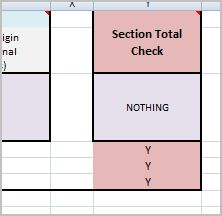 X Y
igin
nal
:)
Section Total
Check
NOTHING
Y
Y
Y